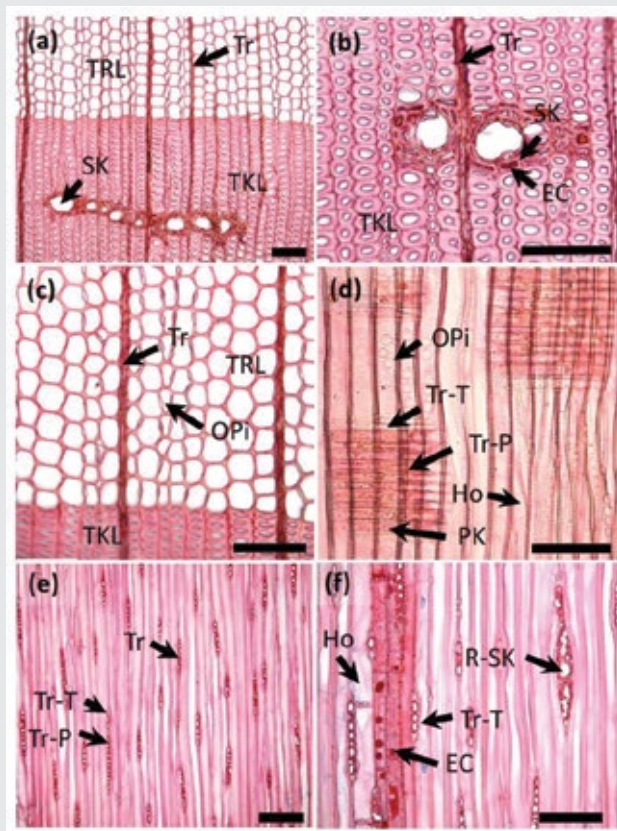 (a)
Tr
TRL
SK
TKL
(b)
Tr
SK
EC
TKL
(c)
Tr
TRL
OPi
TKL
(d)
OPi
Tr-T
Tr-P
Ho
PK
(e)
Tr
Tr-T
Tr-P
(f)
Ho
R-SK
Tr-T
EC